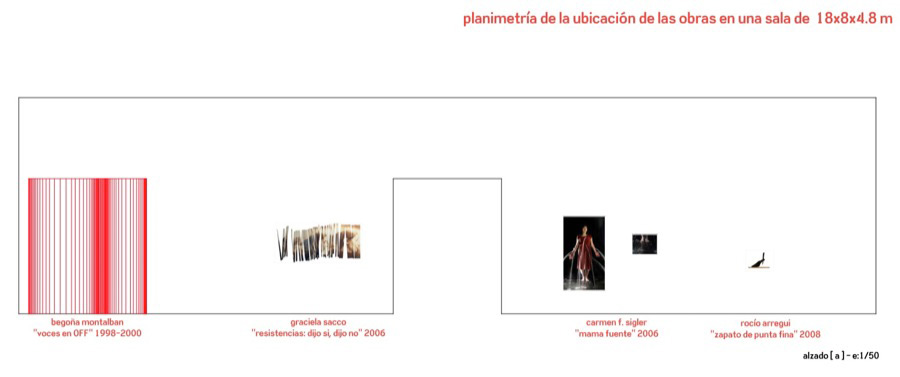 planimetría de la ubicación de las obras en una sala de 18x8x4.8 m
begoña montalban
"voces en OFF" 1998-2000
graciela sacco
"resistencias: dijo si, dijo no" 2006
carmen f. sigler
"mama fuente" 2006
rocío arregui
"zapato de punta fina" 2008
alzado [ a ] - e:1/50